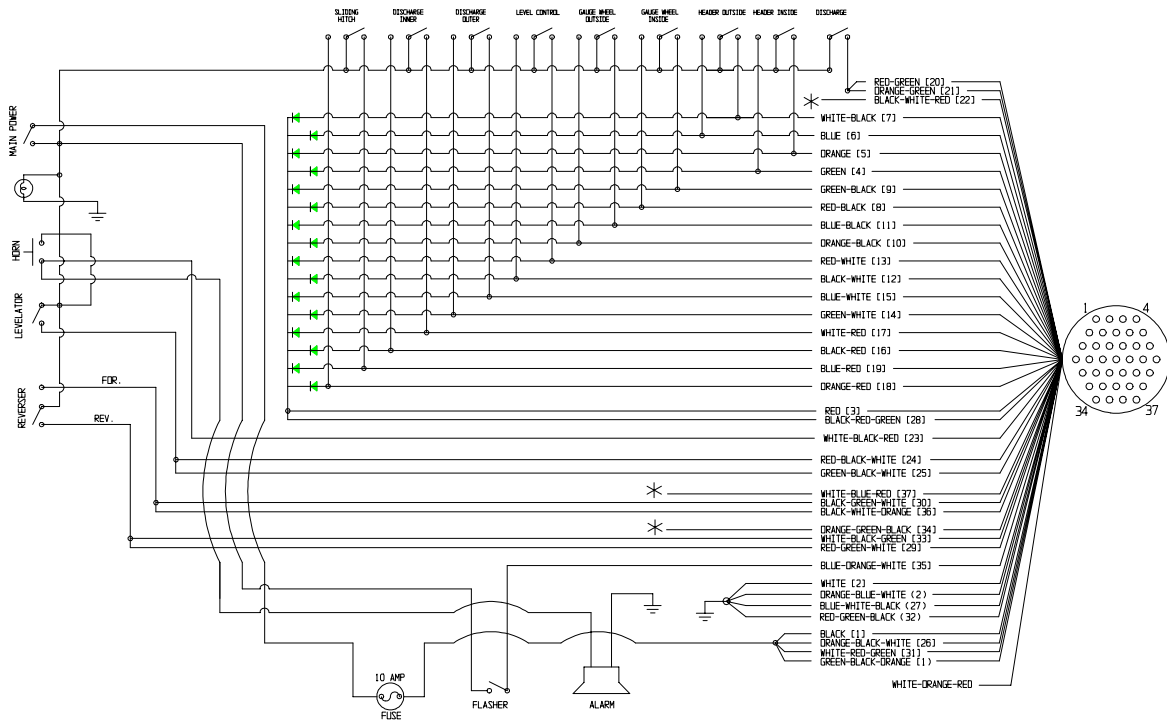 SLIDING HITCH
DISCHARGE INNER
DISCHARGE OUTER
LEVEL CONTROL
GAUGE WHEEL OUTSIDE
GAUGE WHEEL INSIDE
HEADER OUTSIDE
HEADER INSIDE
DISCHARGE
RED-GREEN [20]
ORANGE-GREEN [21]
BLACK-WHITE-RED [22]
WHITE-BLACK [7]
BLUE [6]
ORANGE [5]
GREEN [4]
GREEN-BLACK [9]
RED-BLACK [8]
BLUE-BLACK [11]
ORANGE-BLACK [10]
RED-WHITE [13]
BLACK-WHITE [12]
BLUE-WHITE [15]
GREEN-WHITE [14]
WHITE-RED [17]
BLACK-RED [16]
BLUE-RED [19]
ORANGE-RED [18]
RED [3]
BLACK-RED-GREEN [28]
WHITE-BLACK-RED [23]
RED-BLACK-WHITE [24]
GREEN-BLACK-WHITE [25]
WHITE-BLUE-RED [37]
BLACK-GREEN-WHITE [30]
BLACK-WHITE-ORANGE [36]
ORANGE-GREEN-BLACK [34]
WHITE-BLACK-GREEN [33]
RED-GREEN-WHITE [29]
BLUE-ORANGE-WHITE [35]
WHITE [2]
ORANGE-BLUE-WHITE (2)
BLUE-WHITE-BLACK (27)
RED-GREEN-BLACK (32)
BLACK [1]
ORANGE-BLACK-WHITE [26]
WHITE-RED-GREEN [31]
GREEN-BLACK-ORANGE [1)
WHITE-ORANGE-RED
MAIN POWER
HORN
LEVELATOR
REVERSER
FOR.
REV.
10 AMP
FUSE
FLASHER
ALARM
1 4
34 37